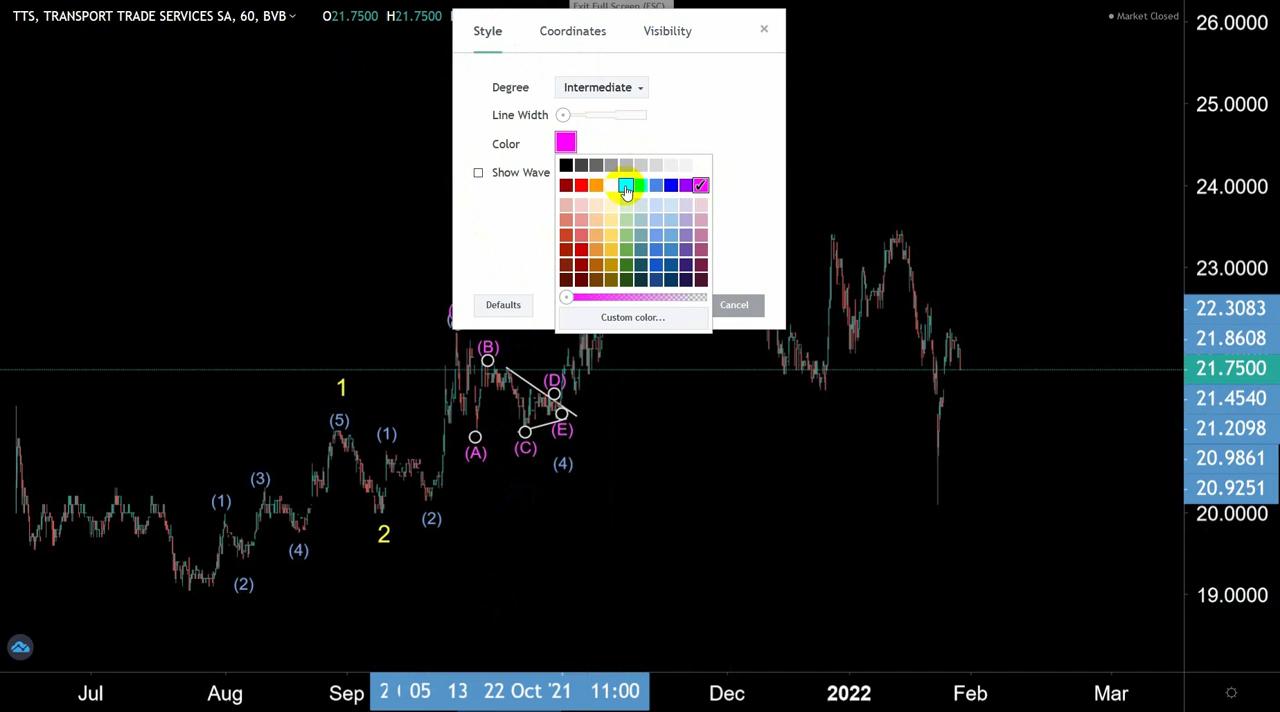 TTS, TRANSPORT TRADE SERVICES SA, 60, BVB
O21.7500 H21.7500
Exit Full Screen (ESC)
Market Closed
Style
Coordinates
Visibility
×
Degree
Intermediate
Line Width
Color
Show Wave
Defaults
Cancel
Custom color...
26.0000
25.0000
24.0000
23.0000
22.3083
21.8608
21.7500
21.4540
21.2098
20.9861
20.9251
20.0000
19.0000
(B)
(D)
1
(5)
(1)
(A)
(C)
(E)
(4)
(3)
(1)
(2)
2
(4)
(2)
Jul
Aug
Sep
05
13
22 Oct '21
11:00
Dec
2022
Feb
Mar